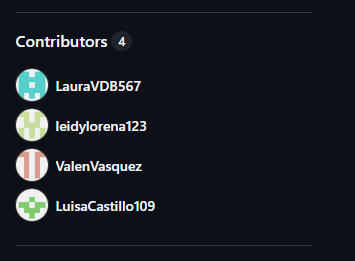 Contributors 4
LauraVDB567
leidylorena123
ValenVasquez
LuisaCastillo109